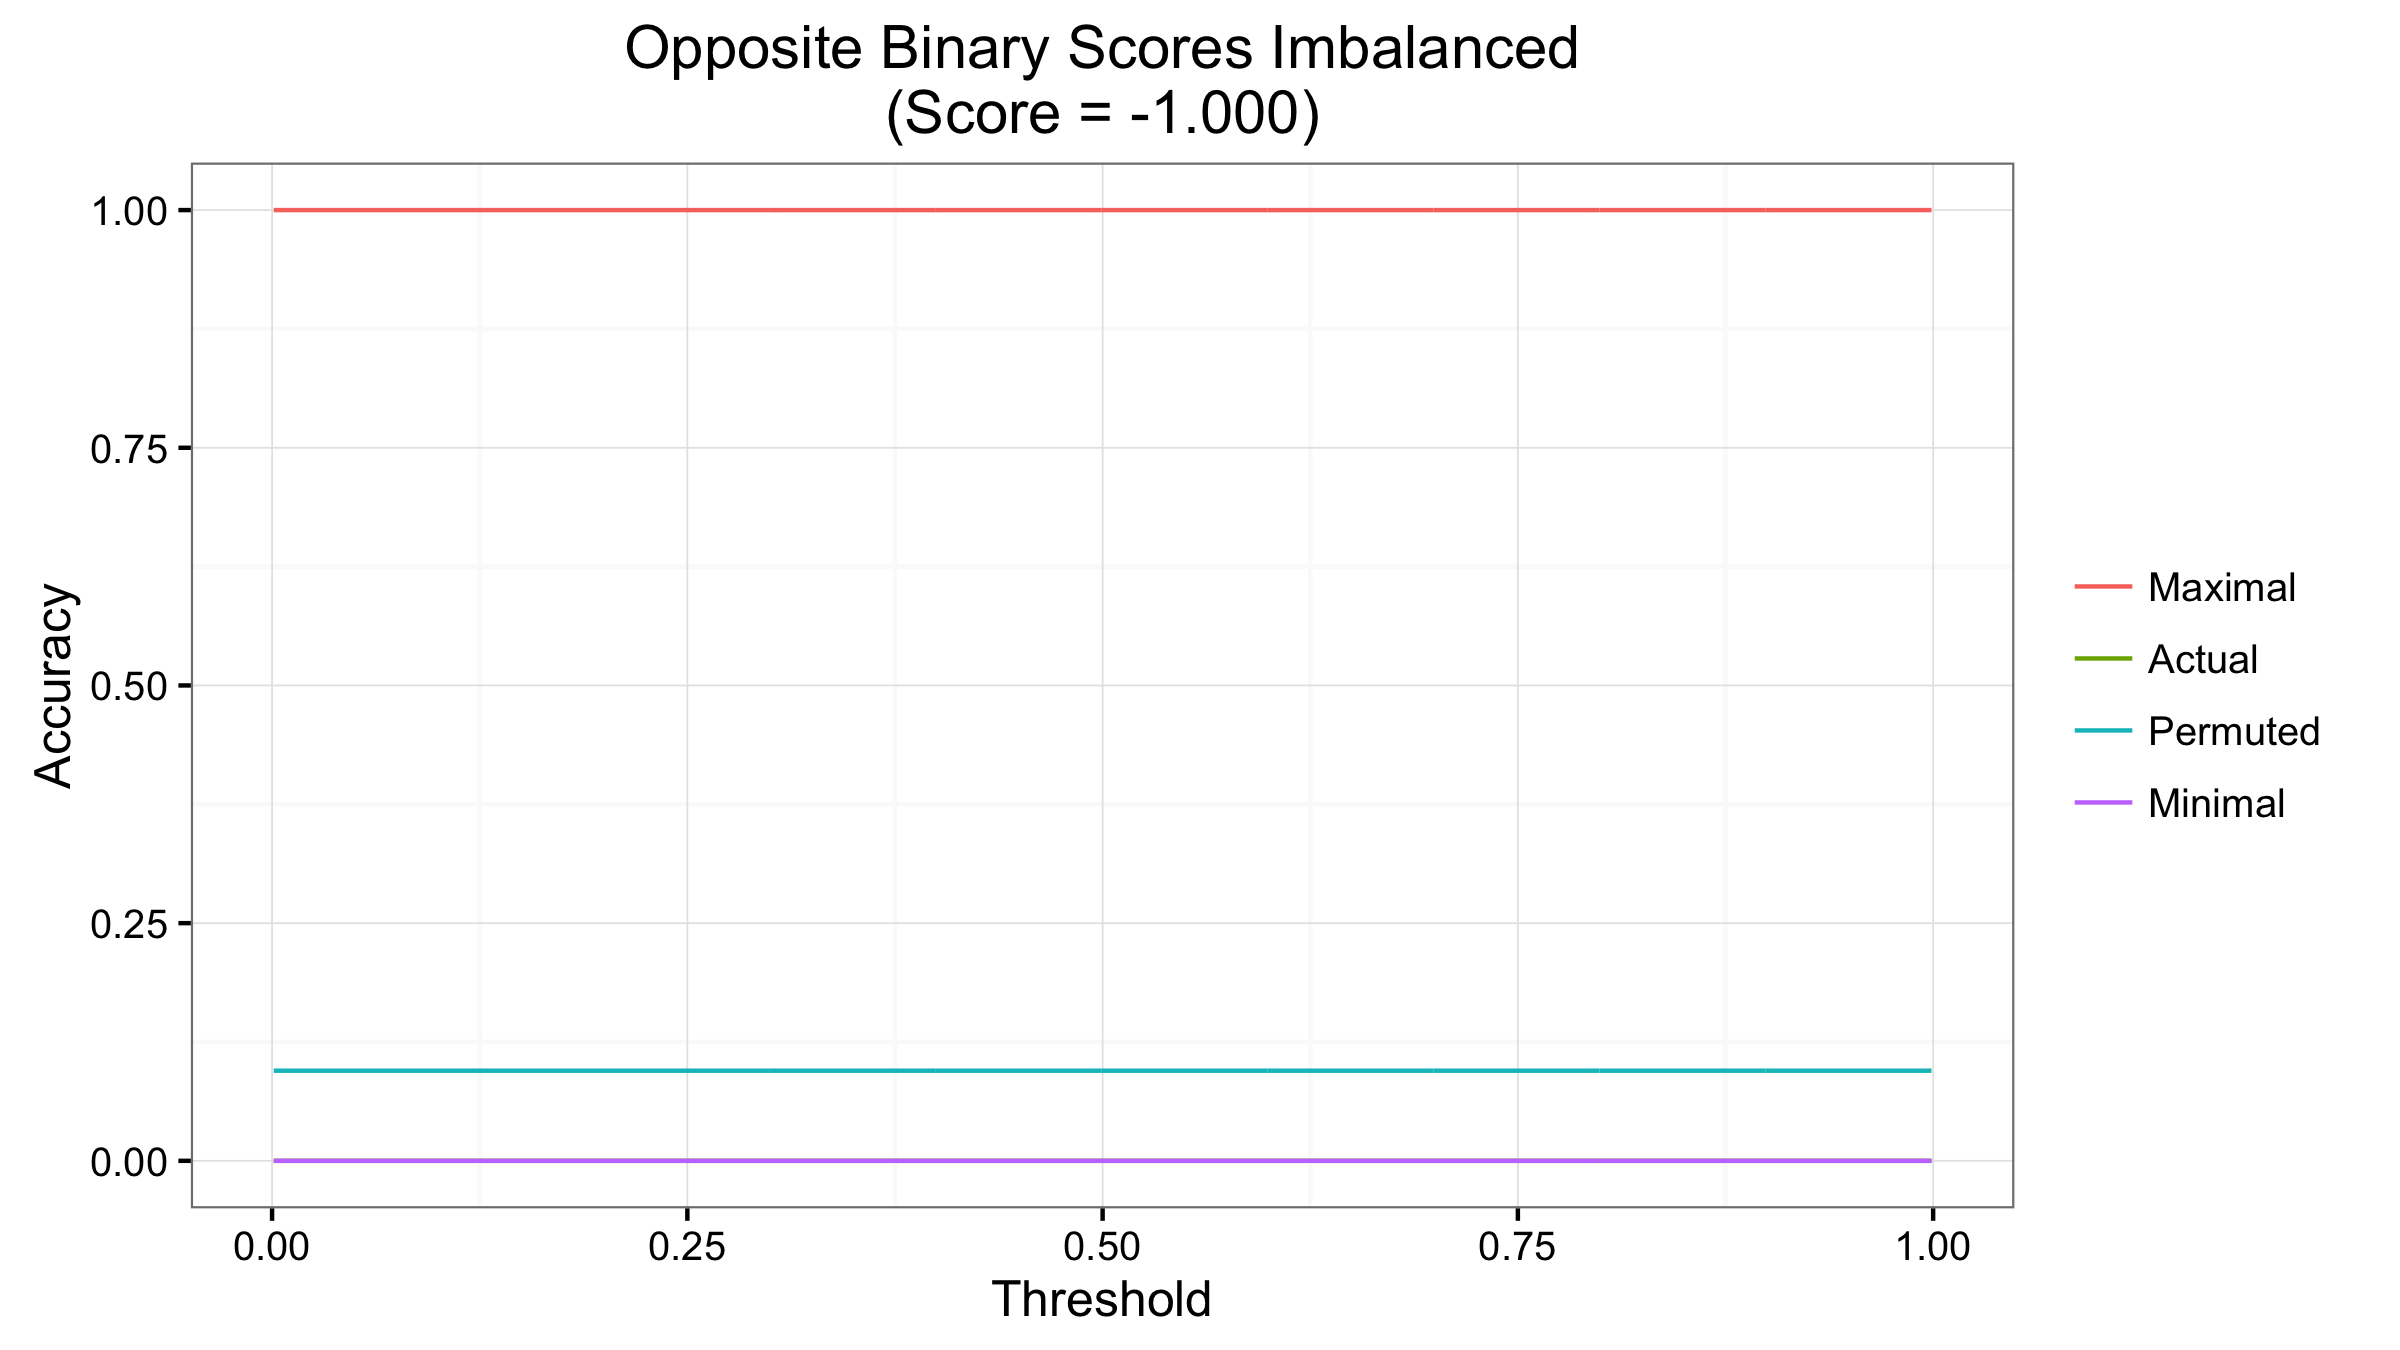 Opposite Binary Scores Imbalanced
(Score = -1.000)
Accuracy
1.00
0.75
0.50
0.25
0.00
0.00
0.25
0.50
0.75
1.00
Threshold
Maximal
Actual
Permuted
Minimal